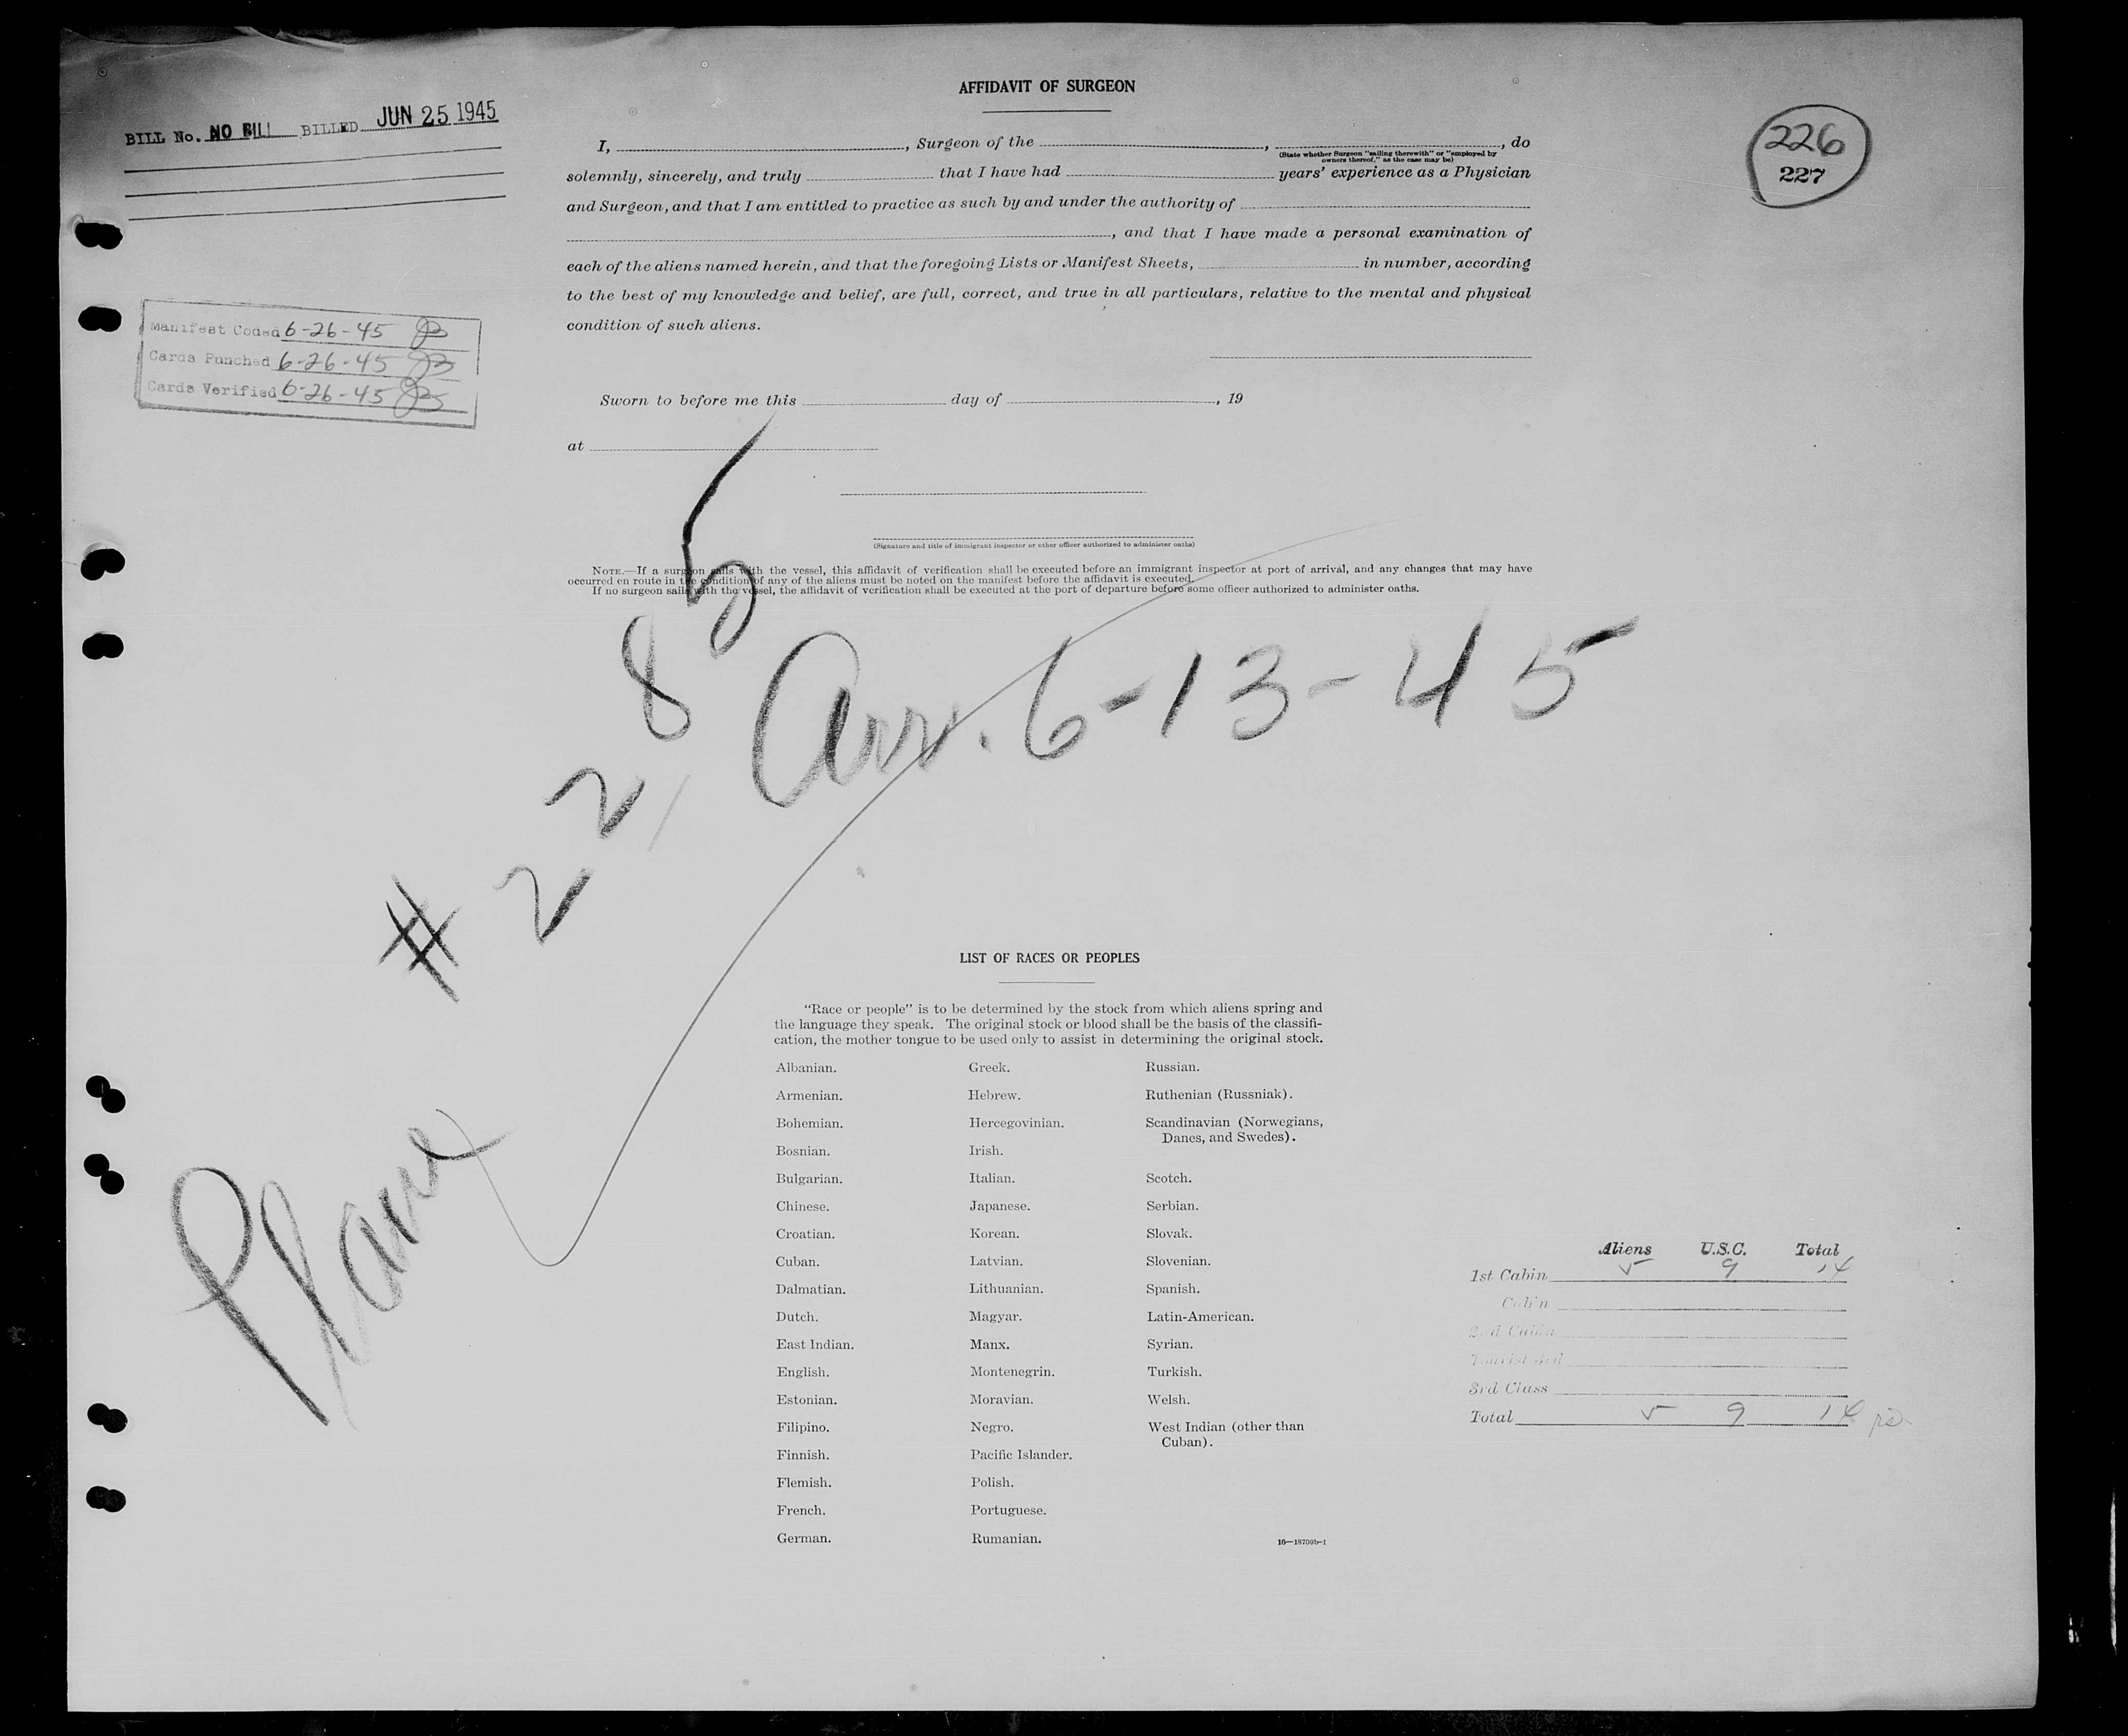 AFFIDAVIT OF SURGEON
BILL No. NO BILL BILLED JUN 25 1945
226
227
I, , Surgeon of the , , do
(State whether Surgeon "sailing therewith" or "employed by
owners thereof," as the case may be)
solemnly, sincerely, and truly that I have had years' experience as a Physician
and Surgeon, and that I am entitled to practice as such by and under the authority of
, and that I have made a personal examination of
each of the aliens named herein, and that the foregoing Lists or Manifest Sheets, in number, according
to the best of my knowledge and belief, are full, correct, and true in all particulars, relative to the mental and physical
condition of such aliens.
Manifest Coded 6-26-45
Cards Punched 6-26-45
Cards Verified 6-26-45
Sworn to before me this day of , 19
at
(Signature and title of immigrant inspector or other officer authorized to administer oaths)
NOTE.—If a surgeon sails with the vessel, this affidavit of verification shall be executed before an immigrant inspector at port of arrival, and any changes that may have
occurred en route in the condition of any of the aliens must be noted on the manifest before the affidavit is executed.
If no surgeon sails with the vessel, the affidavit of verification shall be executed at the port of departure before some officer authorized to administer oaths.
Plane # 2285
Arr. 6-13-45
LIST OF RACES OR PEOPLES
"Race or people" is to be determined by the stock from which aliens spring and
the language they speak. The original stock or blood shall be the basis of the classifi-
cation, the mother tongue to be used only to assist in determining the original stock.
Albanian.
Armenian.
Bohemian.
Bosnian.
Bulgarian.
Chinese.
Croatian.
Cuban.
Dalmatian.
Dutch.
East Indian.
English.
Estonian.
Filipino.
Finnish.
Flemish.
French.
German.
Greek.
Hebrew.
Hercegovinian.
Irish.
Italian.
Japanese.
Korean.
Latvian.
Lithuanian.
Magyar.
Manx.
Montenegrin.
Moravian.
Negro.
Pacific Islander.
Polish.
Portuguese.
Rumanian.
Russian.
Ruthenian (Russniak).
Scandinavian (Norwegians,
Danes, and Swedes).
Scotch.
Serbian.
Slovak.
Slovenian.
Spanish.
Latin-American.
Syrian.
Turkish.
Welsh.
West Indian (other than
Cuban).
16—18709b-1
Aliens U.S.C. Total
1st Cabin 5 9 14
Cabin
2nd Cabin
Tourist 3rd
3rd Class
Total 5 9 14